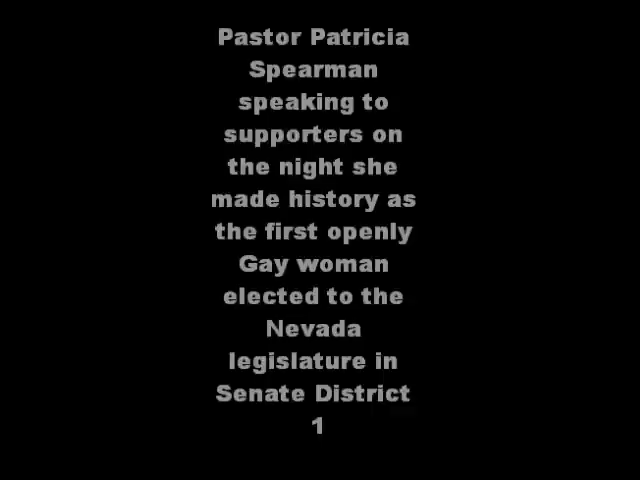 Pastor Patricia
Spearman
speaking to
supporters on
the night she
made history as
the first openly
Gay woman
elected to the
Nevada
legislature in
Senate District
1